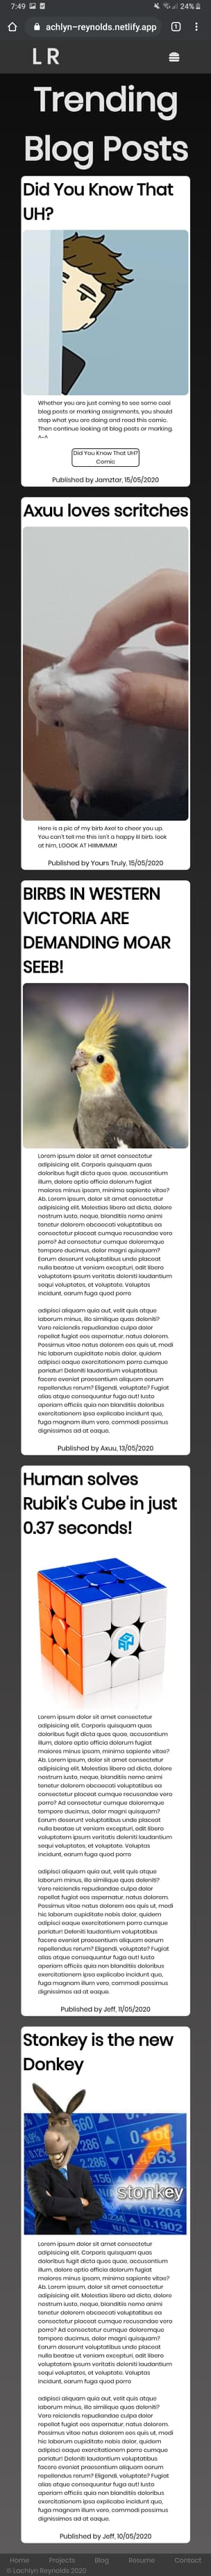 7:49
24%
achlyn-reynolds.netlify.app
1
L R
Trending
Blog Posts
Did You Know That
UH?
Whether you are just coming to see some cool
blog posts or marking assignments, you should
stop what you are doing and read this comic.
Then continue looking at blog posts or marking.
^-^
Did You Know That UH?
Comic
Published by Jamztar, 15/05/2020
Axuu loves scritches
Here is a pic of my birb Axel to cheer you up.
You can't tell me this isn't a happy lil birb. look
at him, LOOOK AT HIIMMMM!
Published by Yours Truly, 15/05/2020
BIRBS IN WESTERN
VICTORIA ARE
DEMANDING MOAR
SEEB!
Lorem ipsum dolor sit amet consectetur
adipisicing elit. Corporis quisquam quas
doloribus fugit dicta quos quae, accusantium
illum, dolore optio officia dolorum fugiat
maiores minus ipsam, minima sapiente vitae?
Ab. Lorem ipsum, dolor sit amet consectetur
adipisicing elit. Molestias libero ad dicta, dolore
nostrum iusto, neque, blanditiis nemo animi
tenetur dolorem obcaecati voluptatibus ea
consectetur placeat cumque recusandae vero
porro? Ad consectetur cumque doloremque
tempore ducimus, dolor magni quisquam?
Earum deserunt voluptatibus unde placeat
nulla beatae ut veniam excepturi, odit libero
voluptatem ipsum veritatis deleniti laudantium
sequi voluptates, et voluptate. Voluptas
incidunt, earum fuga quod porro
adipisci aliquam quia aut, velit quis atque
laborum minus, illo similique quas deleniti?
Vero reiciendis repudiandae culpa dolor
repellat fugiat eos aspernatur, natus dolorem.
Possimus vitae natus dolorem eos quis ut, modi
hic laborum cupiditate nobis dolor, quidem
adipisci eaque exercitationem porro cumque
pariatur! Deleniti laudantium voluptatibus
facere eveniet praesentium aliquam earum
repellendus rerum? Eligendi, voluptate? Fugiat
alias atque consequuntur fuga aut! Iusto
aperiam officiis quia non blanditiis doloribus
exercitationem ipsa explicabo incidunt quo,
fuga magnam illum vero, commodi possimus
dignissimos ad at eaque.
Published by Axuu, 13/05/2020
Human solves
Rubik's Cube in just
0.37 seconds!
Lorem ipsum dolor sit amet consectetur
adipisicing elit. Corporis quisquam quas
doloribus fugit dicta quos quae, accusantium
illum, dolore optio officia dolorum fugiat
maiores minus ipsam, minima sapiente vitae?
Ab. Lorem ipsum, dolor sit amet consectetur
adipisicing elit. Molestias libero ad dicta, dolore
nostrum iusto, neque, blanditiis nemo animi
tenetur dolorem obcaecati voluptatibus ea
consectetur placeat cumque recusandae vero
porro? Ad consectetur cumque doloremque
tempore ducimus, dolor magni quisquam?
Earum deserunt voluptatibus unde placeat
nulla beatae ut veniam excepturi, odit libero
voluptatem ipsum veritatis deleniti laudantium
sequi voluptates, et voluptate. Voluptas
incidunt, earum fuga quod porro
adipisci aliquam quia aut, velit quis atque
laborum minus, illo similique quas deleniti?
Vero reiciendis repudiandae culpa dolor
repellat fugiat eos aspernatur, natus dolorem.
Possimus vitae natus dolorem eos quis ut, modi
hic laborum cupiditate nobis dolor, quidem
adipisci eaque exercitationem porro cumque
pariatur! Deleniti laudantium voluptatibus
facere eveniet praesentium aliquam earum
repellendus rerum? Eligendi, voluptate? Fugiat
alias atque consequuntur fuga aut! Iusto
aperiam officiis quia non blanditiis doloribus
exercitationem ipsa explicabo incidunt quo,
fuga magnam illum vero, commodi possimus
dignissimos ad at eaque.
Published by Jeff, 11/05/2020
Stonkey is the new
Donkey
stonkey
Lorem ipsum dolor sit amet consectetur
adipisicing elit. Corporis quisquam quas
doloribus fugit dicta quos quae, accusantium
illum, dolore optio officia dolorum fugiat
maiores minus ipsam, minima sapiente vitae?
Ab. Lorem ipsum, dolor sit amet consectetur
adipisicing elit. Molestias libero ad dicta, dolore
nostrum iusto, neque, blanditiis nemo animi
tenetur dolorem obcaecati voluptatibus ea
consectetur placeat cumque recusandae vero
porro? Ad consectetur cumque doloremque
tempore ducimus, dolor magni quisquam?
Earum deserunt voluptatibus unde placeat
nulla beatae ut veniam excepturi, odit libero
voluptatem ipsum veritatis deleniti laudantium
sequi voluptates, et voluptate. Voluptas
incidunt, earum fuga quod porro
adipisci aliquam quia aut, velit quis atque
laborum minus, illo similique quas deleniti?
Vero reiciendis repudiandae culpa dolor
repellat fugiat eos aspernatur, natus dolorem.
Possimus vitae natus dolorem eos quis ut, modi
hic laborum cupiditate nobis dolor, quidem
adipisci eaque exercitationem porro cumque
pariatur! Deleniti laudantium voluptatibus
facere eveniet praesentium aliquam earum
repellendus rerum? Eligendi, voluptate? Fugiat
alias atque consequuntur fuga aut! Iusto
aperiam officiis quia non blanditiis doloribus
exercitationem ipsa explicabo incidunt quo,
fuga magnam illum vero, commodi possimus
dignissimos ad at eaque.
Published by Jeff, 10/05/2020
Home Projects Blog Resume Contact
© Lachlyn Reynolds 2020